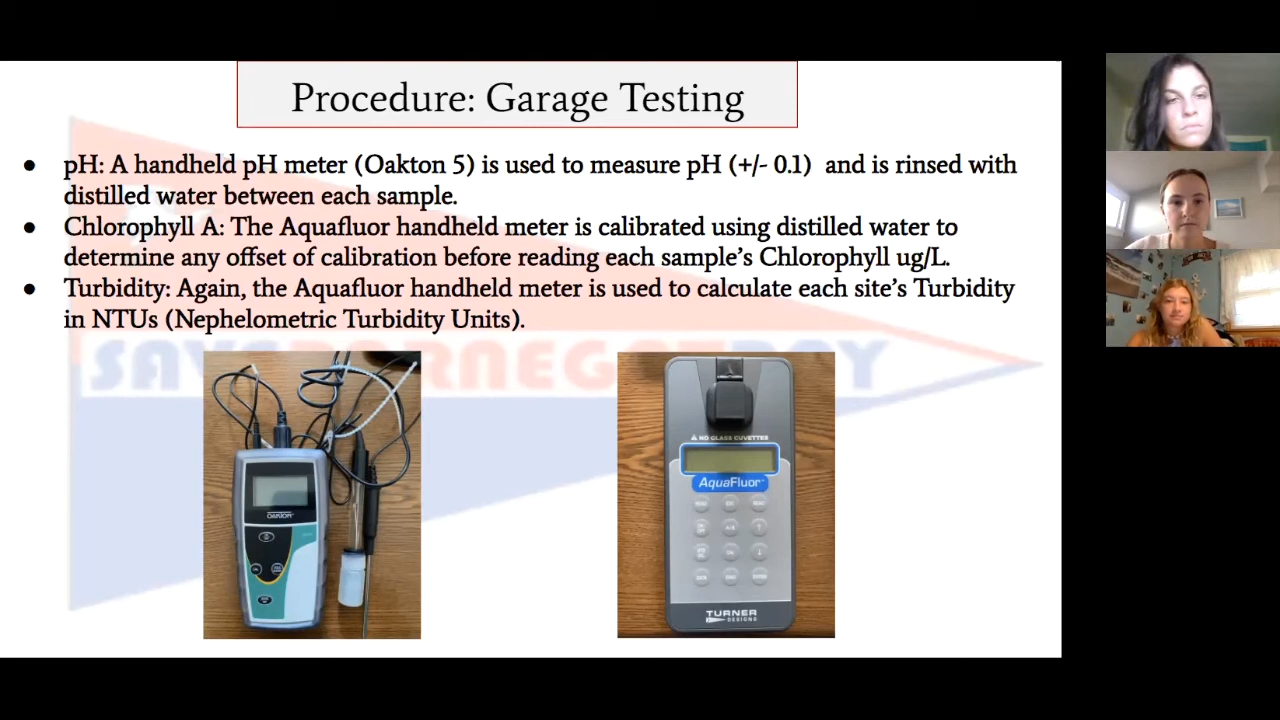 Procedure: Garage Testing
● pH: A handheld pH meter (Oakton 5) is used to measure pH (+/- 0.1) and is rinsed with
distilled water between each sample.
● Chlorophyll A: The Aquafluor handheld meter is calibrated using distilled water to
determine any offset of calibration before reading each sample's Chlorophyll ug/L.
● Turbidity: Again, the Aquafluor handheld meter is used to calculate each site's Turbidity
in NTUs (Nephelometric Turbidity Units).
SAVE BARNEGAT BAY
OAKTON
NO GLASS CUVETTES
AquaFluor
TURNER
DESIGNS